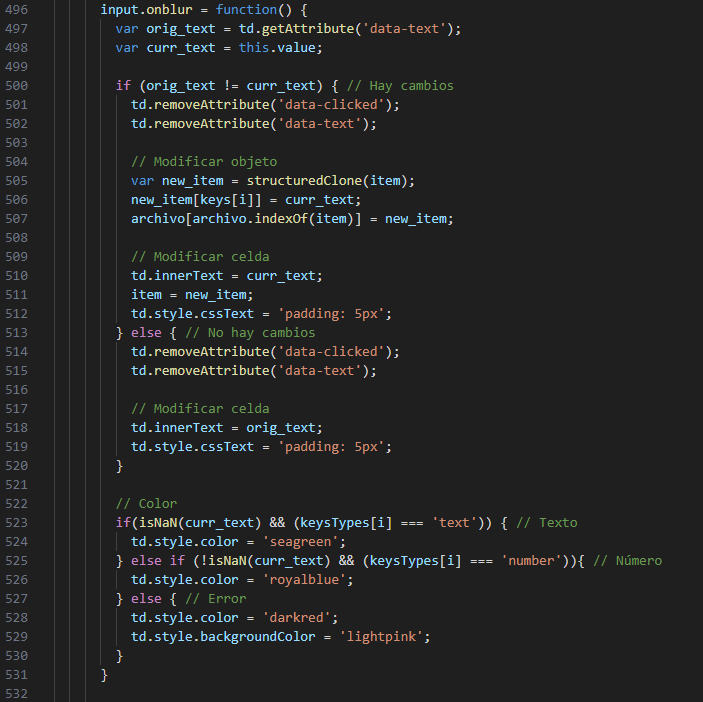 496 input.onblur = function() {
497 var orig_text = td.getAttribute('data-text');
498 var curr_text = this.value;
499
500 if (orig_text != curr_text) { // Hay cambios
501 td.removeAttribute('data-clicked');
502 td.removeAttribute('data-text');
503
504 // Modificar objeto
505 var new_item = structuredClone(item);
506 new_item[keys[i]] = curr_text;
507 archivo[archivo.indexOf(item)] = new_item;
508
509 // Modificar celda
510 td.innerText = curr_text;
511 item = new_item;
512 td.style.cssText = 'padding: 5px';
513 } else { // No hay cambios
514 td.removeAttribute('data-clicked');
515 td.removeAttribute('data-text');
516
517 // Modificar celda
518 td.innerText = orig_text;
519 td.style.cssText = 'padding: 5px';
520 }
521
522 // Color
523 if(isNaN(curr_text) && (keysTypes[i] === 'text')) { // Texto
524 td.style.color = 'seagreen';
525 } else if (!isNaN(curr_text) && (keysTypes[i] === 'number')){ // Número
526 td.style.color = 'royalblue';
527 } else { // Error
528 td.style.color = 'darkred';
529 td.style.backgroundColor = 'lightpink';
530 }
531 }
532